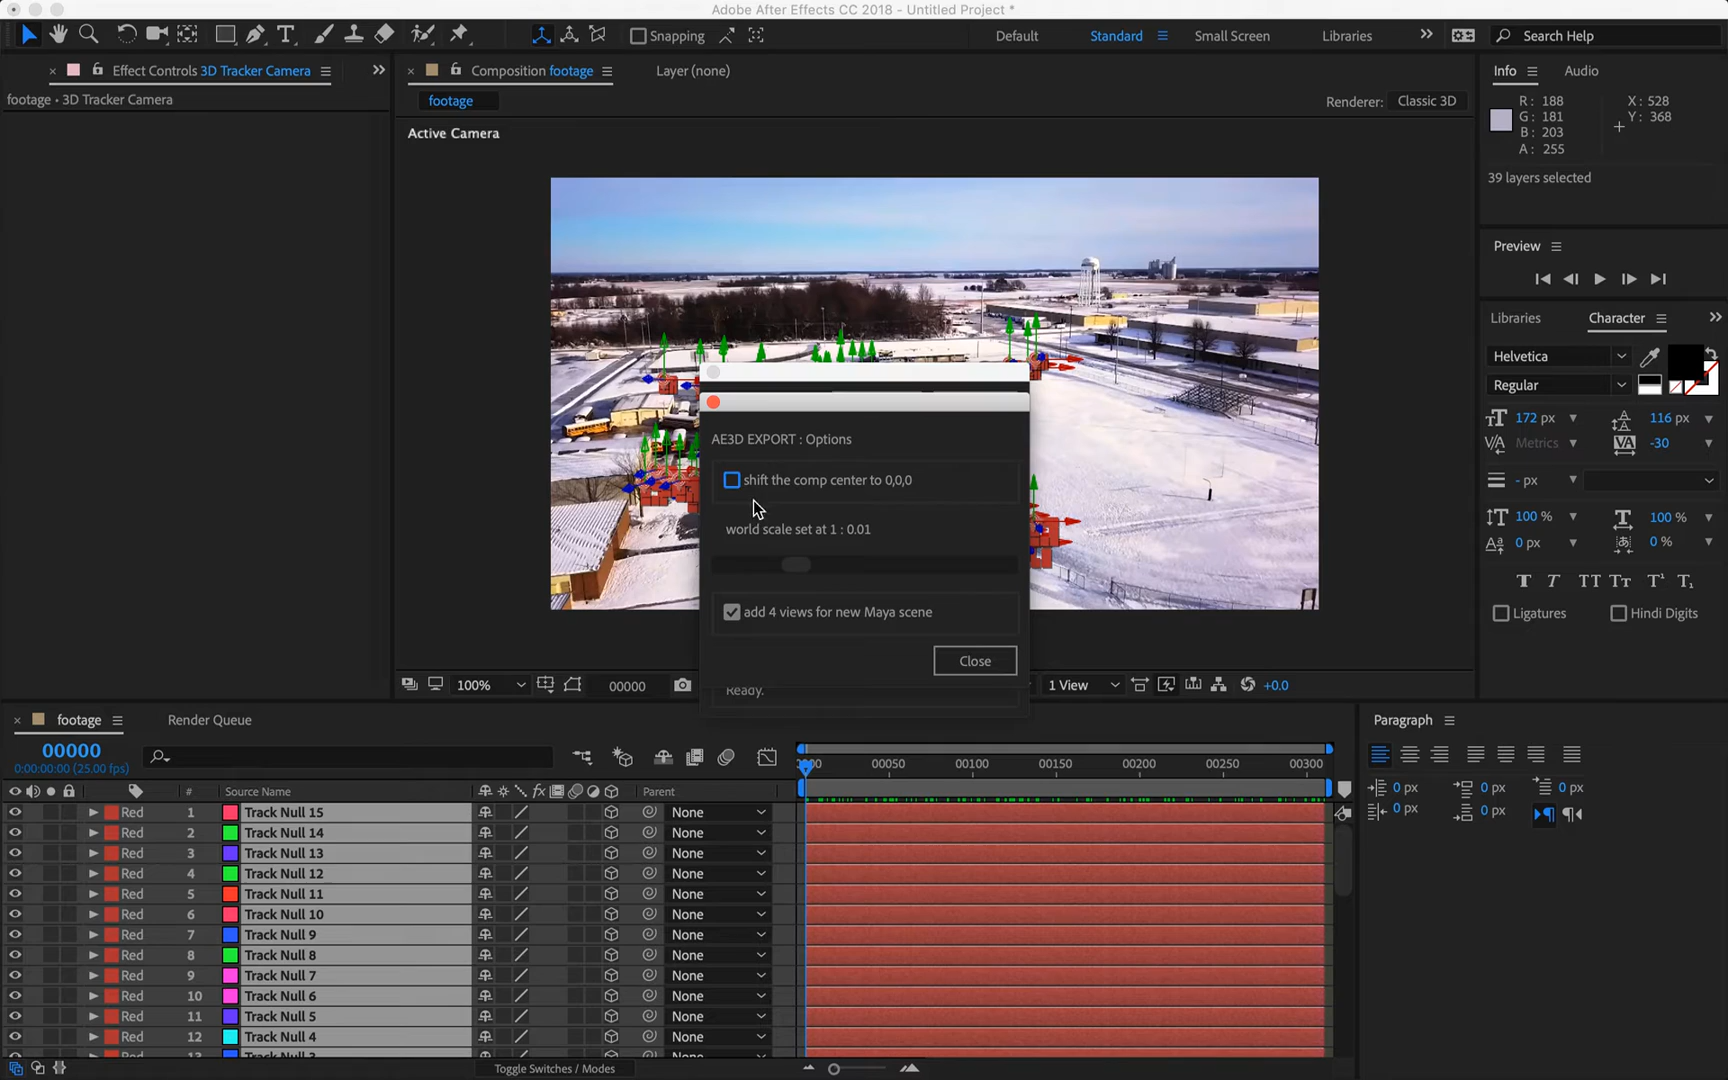 Adobe After Effects CC 2018 - Untitled Project *
Snapping
Default
Standard
Small Screen
Libraries
Search Help
Effect Controls 3D Tracker Camera
Composition footage
Layer (none)
Info
Audio
footage • 3D Tracker Camera
footage
Renderer:
Classic 3D
R: 188
G: 181
B: 203
A: 255
X: 528
Y: 368
Active Camera
39 layers selected
Preview
Libraries
Character
Helvetica
Regular
172 px
116 px
Metrics
-30
- px
100 %
100 %
0 px
0 %
T T TT Tt T¹ T₁
Ligatures
Hindi Digits
AE3D EXPORT : Options
shift the comp center to 0,0,0
world scale set at 1 : 0.01
add 4 views for new Maya scene
Close
Ready.
100%
00000
1 View
+0.0
footage
Render Queue
Paragraph
00000
0:00:00:00 (25.00 fps)
00050
00100
00150
00200
00250
00300
#
Source Name
Parent
0 px
0 px
0 px
0 px
0 px
Red 1 Track Null 15 None
Red 2 Track Null 14 None
Red 3 Track Null 13 None
Red 4 Track Null 12 None
Red 5 Track Null 11 None
Red 6 Track Null 10 None
Red 7 Track Null 9 None
Red 8 Track Null 8 None
Red 9 Track Null 7 None
Red 10 Track Null 6 None
Red 11 Track Null 5 None
Red 12 Track Null 4 None
Toggle Switches / Modes